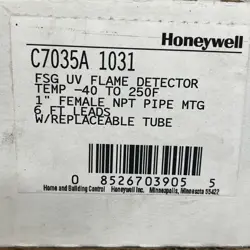 Honeywell
C7035A 1031
FSG UV FLAME DETECTOR
TEMP -40 TO 250F
1" FEMALE NPT PIPE MTG
6 FT LEADS
W/REPLACEABLE TUBE
0 8526703905 5
Home and Building Control Honeywell Inc. Minneapolis, Minnesota 55422